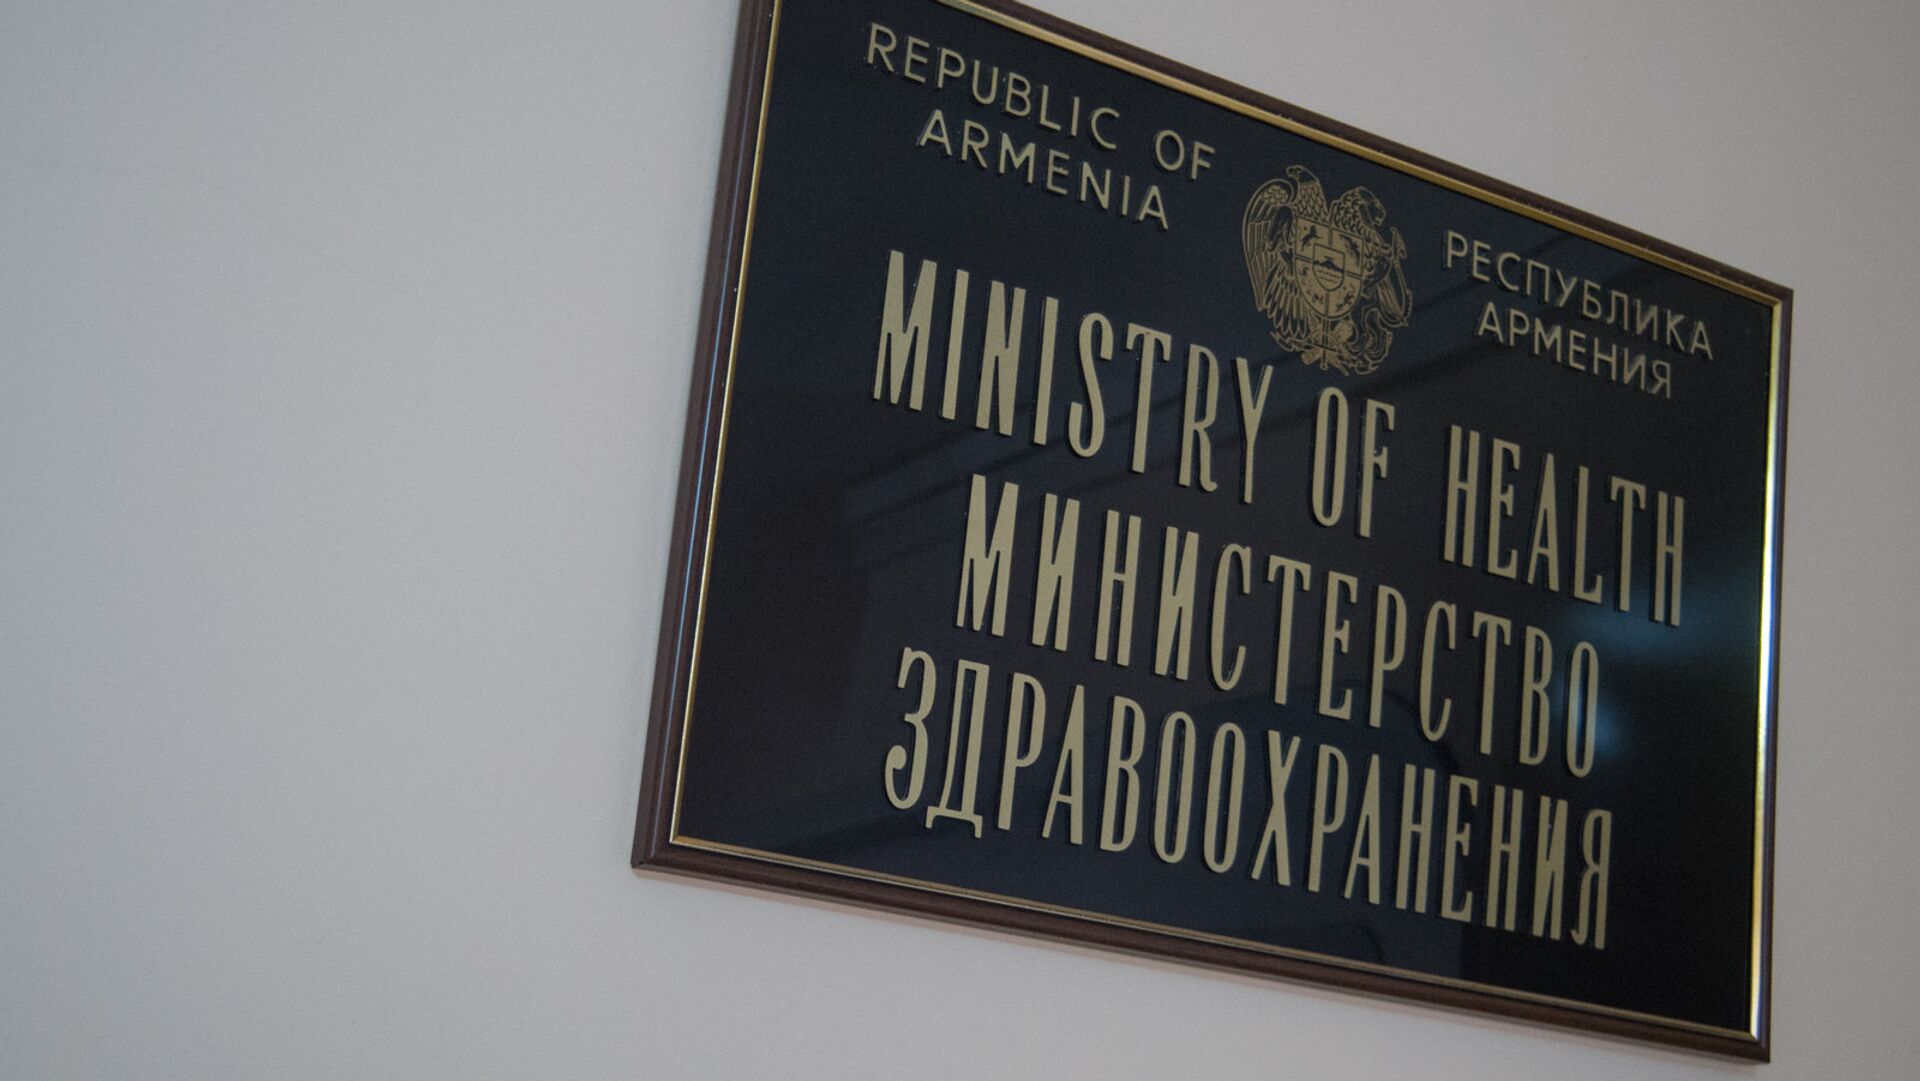 REPUBLIC OF
ARMENIA
РЕСПУБЛИКА
АРМЕНИЯ
MINISTRY OF HEALTH
МИНИСТЕРСТВО
ЗДРАВООХРАНЕНИЯ